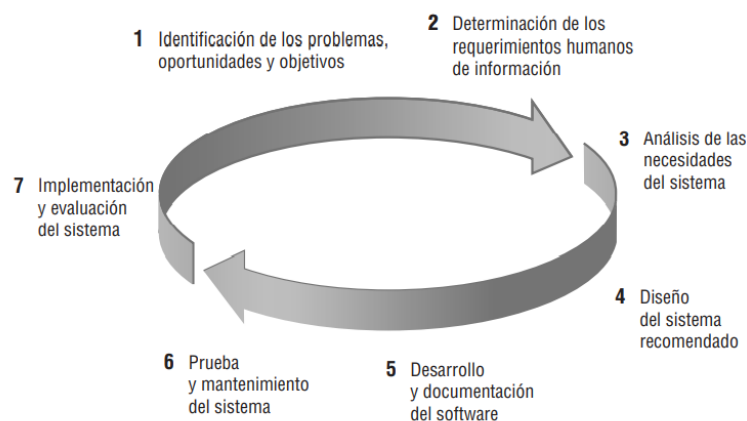 1 Identificación de los problemas,
oportunidades y objetivos
2 Determinación de los
requerimientos humanos
de información
3 Análisis de las
necesidades
del sistema
4 Diseño
del sistema
recomendado
5 Desarrollo
y documentación
del software
6 Prueba
y mantenimiento
del sistema
7 Implementación
y evaluación
del sistema